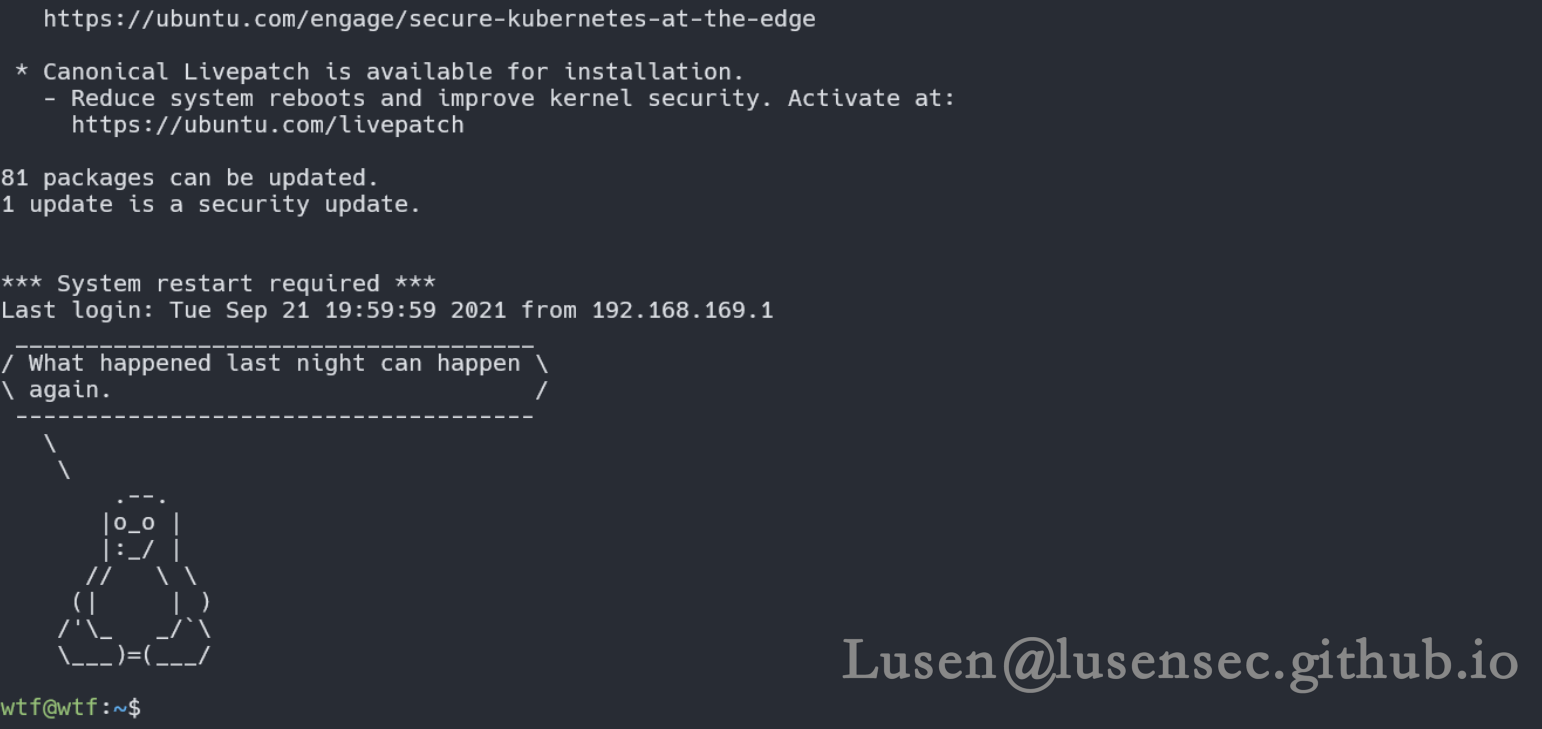 https://ubuntu.com/engage/secure-kubernetes-at-the-edge

 * Canonical Livepatch is available for installation.
   - Reduce system reboots and improve kernel security. Activate at:
     https://ubuntu.com/livepatch

81 packages can be updated.
1 update is a security update.


*** System restart required ***
Last login: Tue Sep 21 19:59:59 2021 from 192.168.169.1
 _____________________________________
/ What happened last night can happen \
\ again.                              /
 -------------------------------------
   \
    \
        .--.
       |o_o |
       |:_/ |
      //   \ \
     (|     | )
    /'\_   _/`\
    \___)=(___/

Lusen@lusensec.github.io
wtf@wtf:~$